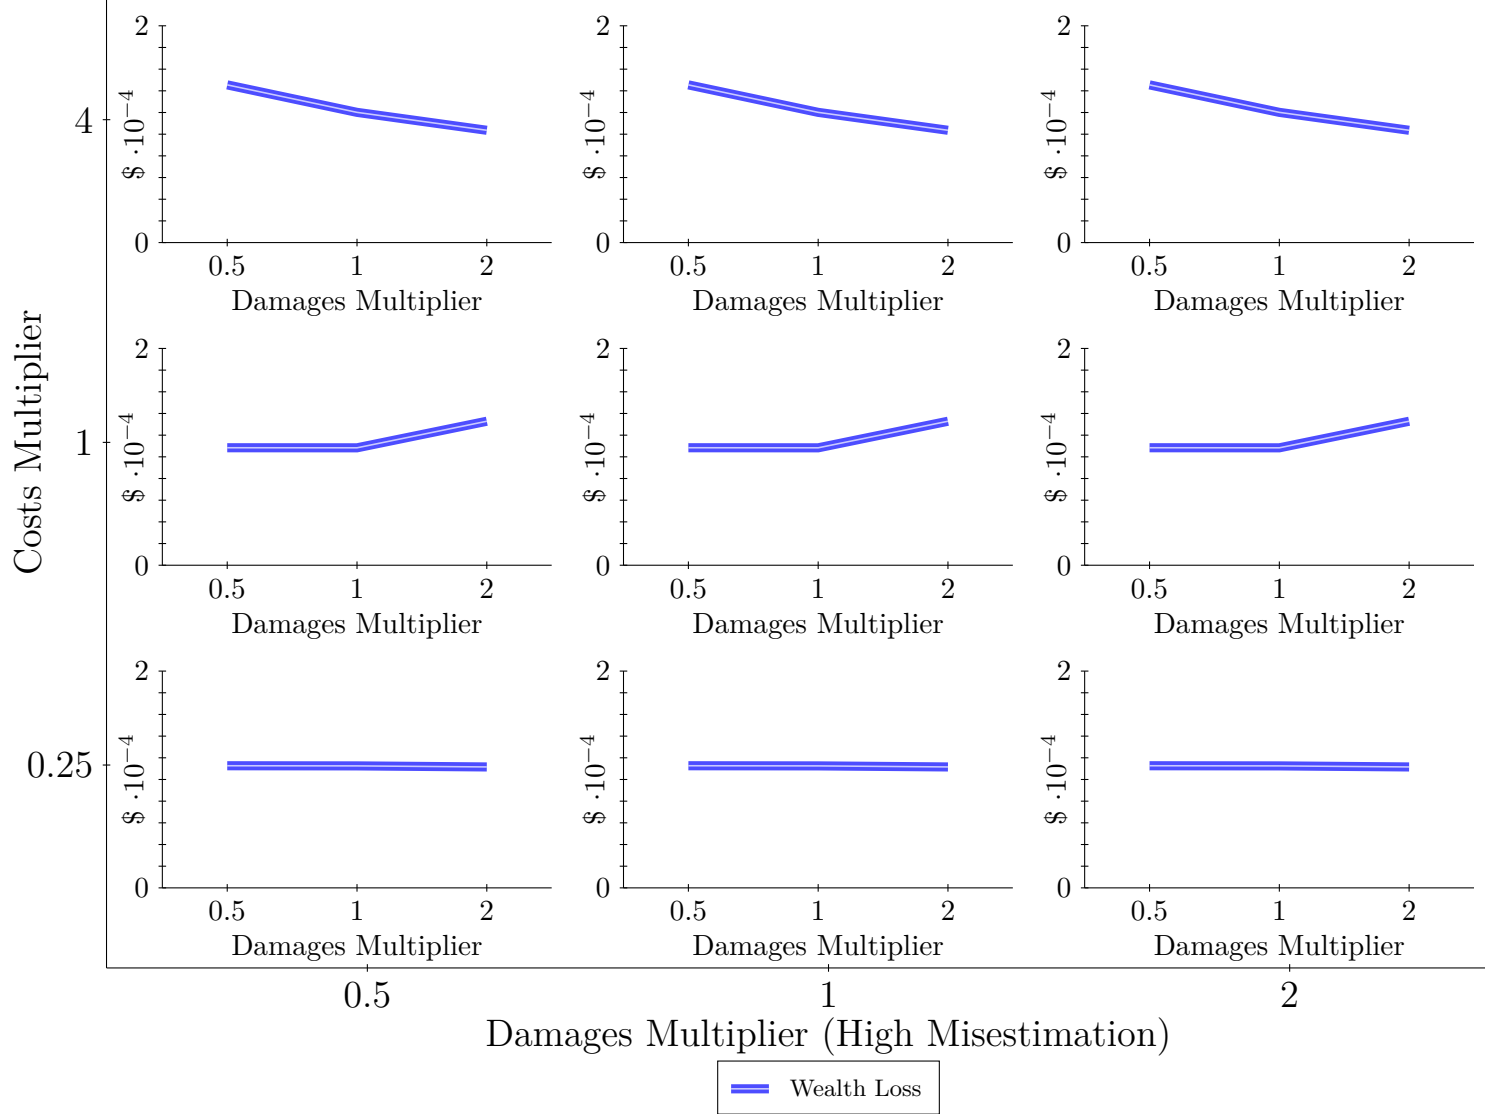 Costs Multiplier
4
2
$ ·10−4
0
0.5 1 2
Damages Multiplier
2
$ ·10−4
0
0.5 1 2
Damages Multiplier
2
$ ·10−4
0
0.5 1 2
Damages Multiplier
1
2
$ ·10−4
0
0.5 1 2
Damages Multiplier
2
$ ·10−4
0
0.5 1 2
Damages Multiplier
2
$ ·10−4
0
0.5 1 2
Damages Multiplier
0.25
2
$ ·10−4
0
0.5 1 2
Damages Multiplier
2
$ ·10−4
0
0.5 1 2
Damages Multiplier
2
$ ·10−4
0
0.5 1 2
Damages Multiplier
0.5 1 2
Damages Multiplier (High Misestimation)
Wealth Loss